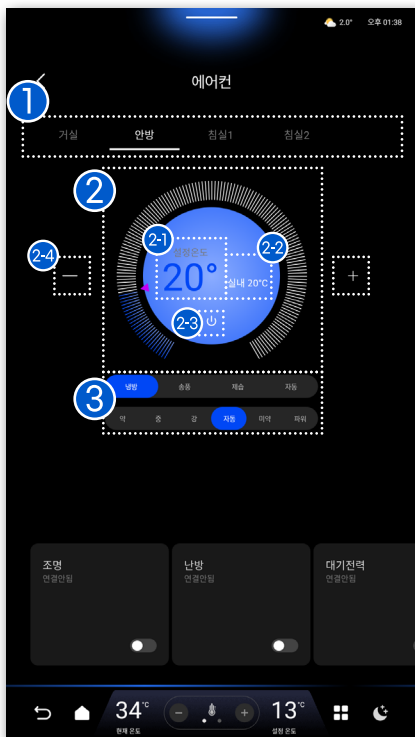 2.0° 오후 01:38
에어컨
1
거실 안방 침실1 침실2
2
2-1
2-2
2-4
설정온도
20°
실내 20°C
2-3
냉방 송풍 제습 자동
3
약 중 강 자동 미약 파워
조명 난방 대기전력
연결안됨 연결안됨 연결안됨
34°C 13°C
현재 온도 설정 온도